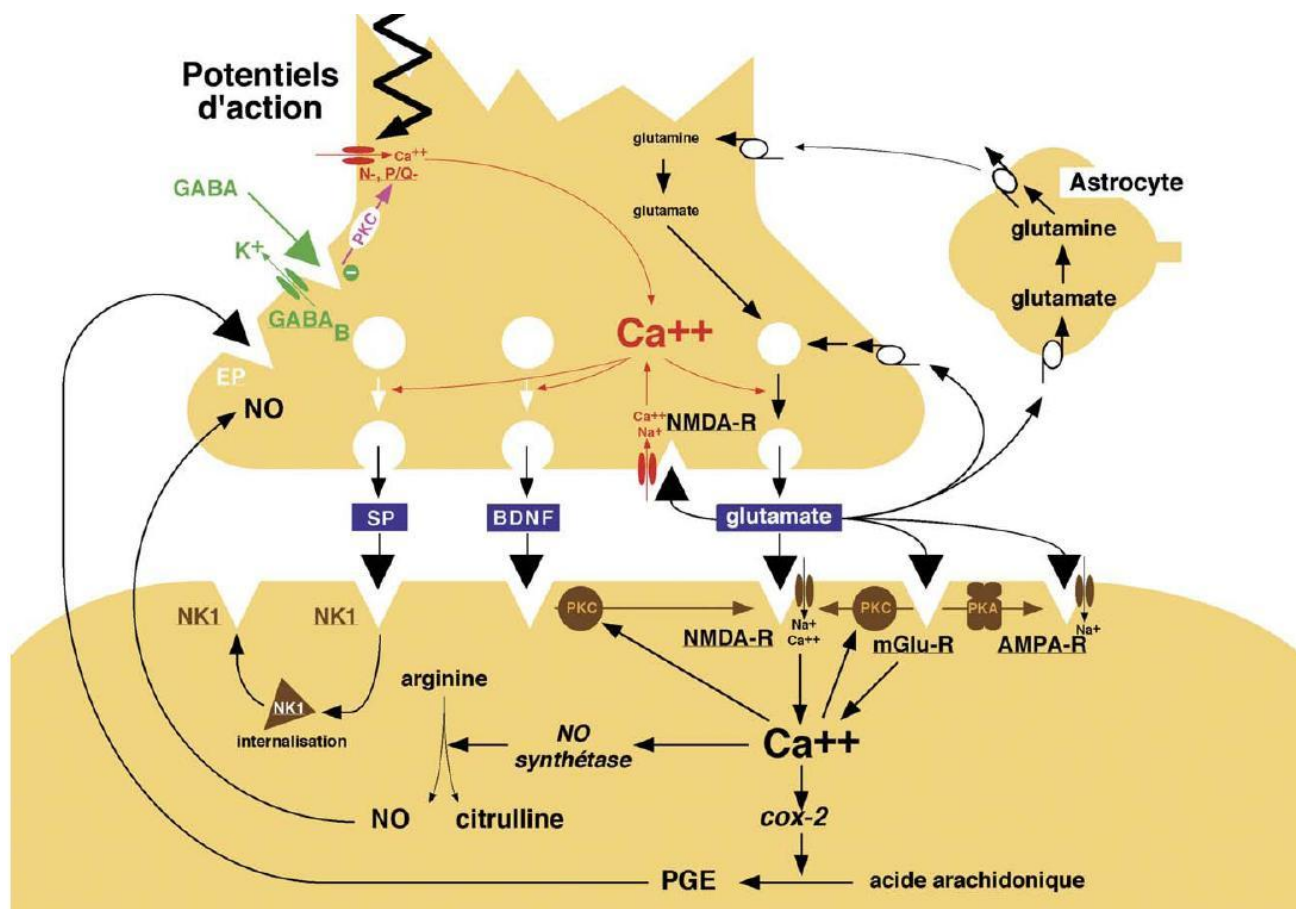 Potentiels
d'action
Ca++
N-, P/Q-
GABA
PKC
K+
GABA B
EP
NO
glutamine
glutamate
Astrocyte
glutamine
glutamate
Ca++
Ca++
Na+
NMDA-R
SP
BDNF
glutamate
NK1
NK1
PKC
NMDA-R
Na+
Ca++
PKC
mGlu-R
PKA
AMPA-R
Na+
NK1
internalisation
arginine
NO
synthétase
Ca++
NO
citrulline
cox-2
PGE
acide arachidonique